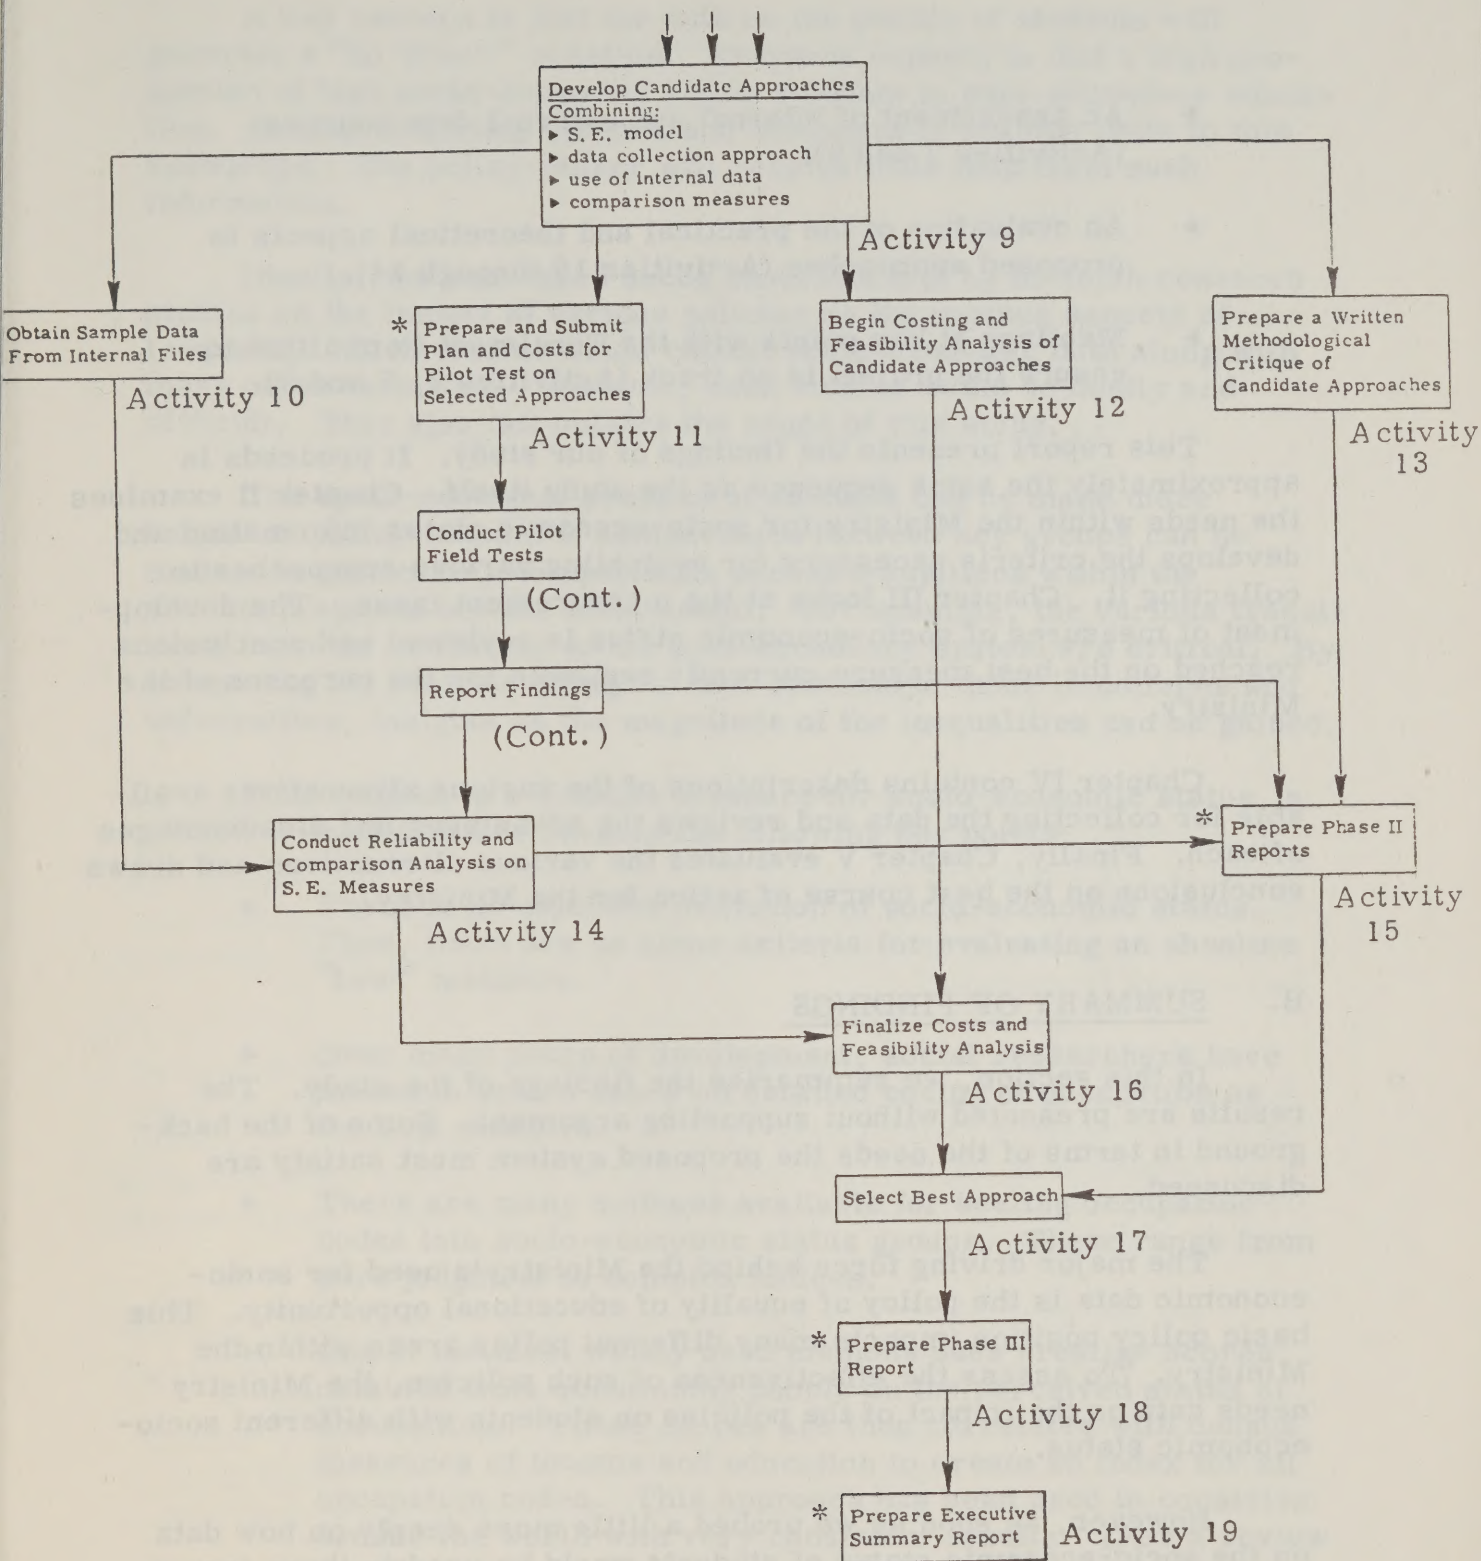 Develop Candidate Approaches
Combining:
▸ S.E. model
▸ data collection approach
▸ use of internal data
▸ comparison measures
Activity 9
Obtain Sample Data
From Internal Files
Activity 10
* Prepare and Submit
Plan and Costs for
Pilot Test on
Selected Approaches
Activity 11
Begin Costing and
Feasibility Analysis of
Candidate Approaches
Activity 12
Prepare a Written
Methodological
Critique of
Candidate Approaches
Activity
13
Conduct Pilot
Field Tests
(Cont.)
Report Findings
(Cont.)
Conduct Reliability and
Comparison Analysis on
S.E. Measures
Activity 14
* Prepare Phase II
Reports
Activity
15
Finalize Costs and
Feasibility Analysis
Activity 16
Select Best Approach
Activity 17
* Prepare Phase III
Report
Activity 18
* Prepare Executive
Summary Report
Activity 19